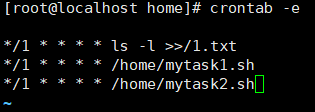 [root@localhost home]# crontab -e
*/1 * * * * ls -l >>/1.txt
*/1 * * * * /home/mytask1.sh
*/1 * * * * /home/mytask2.sh
~